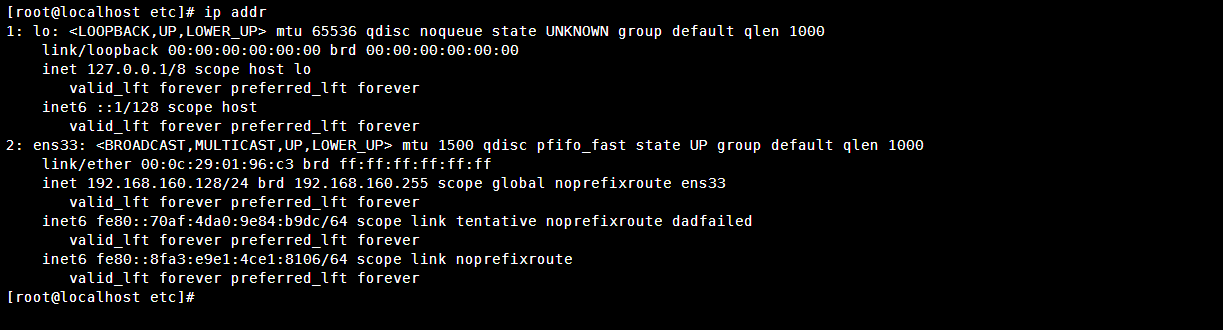 [root@localhost etc]# ip addr
1: lo: <LOOPBACK,UP,LOWER_UP> mtu 65536 qdisc noqueue state UNKNOWN group default qlen 1000
    link/loopback 00:00:00:00:00:00 brd 00:00:00:00:00:00
    inet 127.0.0.1/8 scope host lo
       valid_lft forever preferred_lft forever
    inet6 ::1/128 scope host
       valid_lft forever preferred_lft forever
2: ens33: <BROADCAST,MULTICAST,UP,LOWER_UP> mtu 1500 qdisc pfifo_fast state UP group default qlen 1000
    link/ether 00:0c:29:01:96:c3 brd ff:ff:ff:ff:ff:ff
    inet 192.168.160.128/24 brd 192.168.160.255 scope global noprefixroute ens33
       valid_lft forever preferred_lft forever
    inet6 fe80::70af:4da0:9e84:b9dc/64 scope link tentative noprefixroute dadfailed
       valid_lft forever preferred_lft forever
    inet6 fe80::8fa3:e9e1:4ce1:8106/64 scope link noprefixroute
       valid_lft forever preferred_lft forever
[root@localhost etc]#